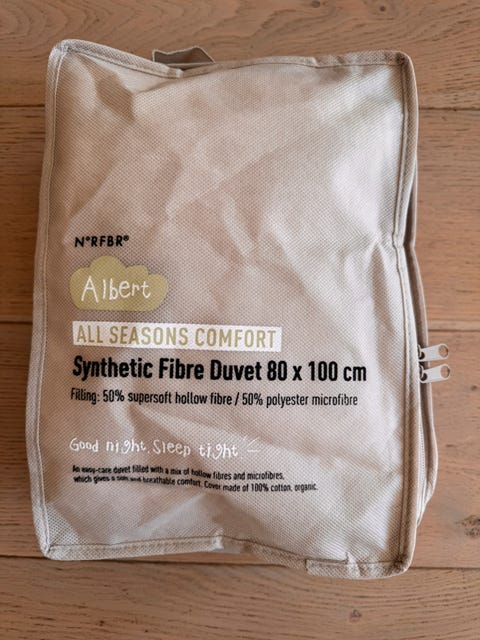 N°RFBR®
Albert
ALL SEASONS COMFORT
Synthetic Fibre Duvet 80 x 100 cm
Filling: 50% supersoft hollow fibre / 50% polyester microfibre
Good night, Sleep tight
An easy-care duvet filled with a mix of hollow fibres and microfibres,
which gives a soft and breathable comfort. Cover made of 100% cotton, organic.